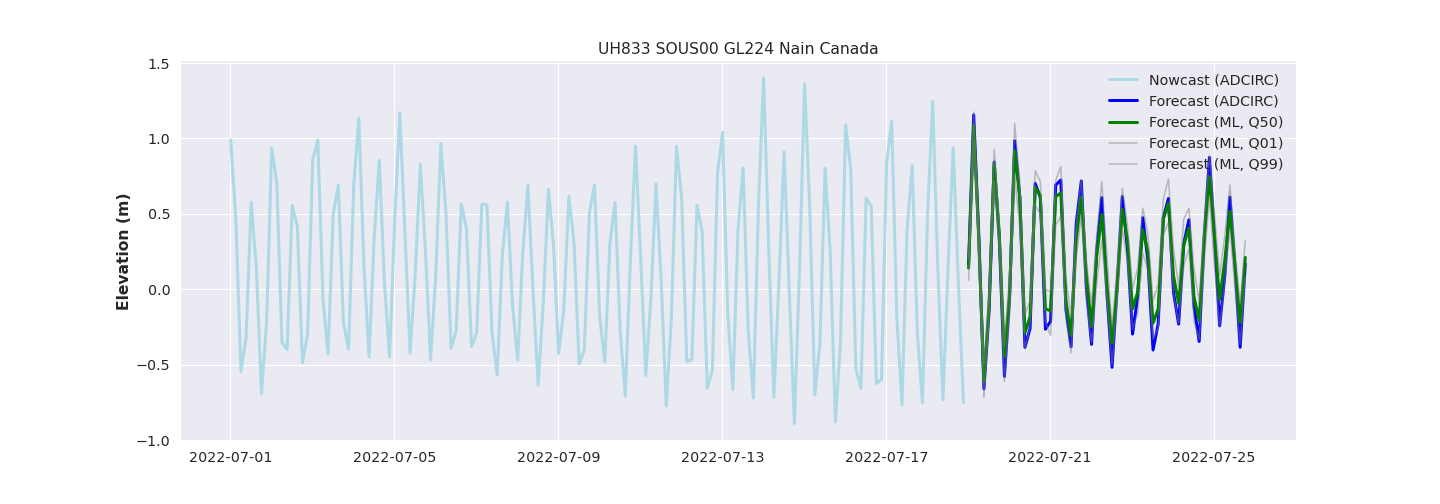 UH833 SOUS00 GL224 Nain Canada
Elevation (m)
1.5
1.0
0.5
0.0
−0.5
−1.0
Nowcast (ADCIRC)
Forecast (ADCIRC)
Forecast (ML, Q50)
Forecast (ML, Q01)
Forecast (ML, Q99)
2022-07-01 2022-07-05 2022-07-09 2022-07-13 2022-07-17 2022-07-21 2022-07-25